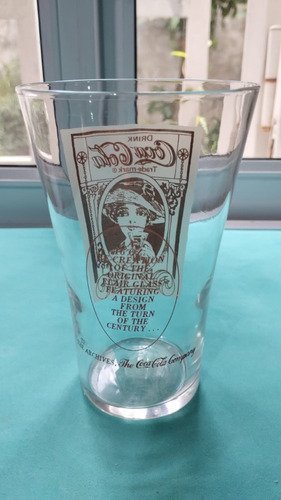 DRINK
Coca-Cola
Trade-mark ®
RECREATION
OF THE
ORIGINAL
FLAIR GLASS
FEATURING
A DESIGN
FROM
THE TURN
OF THE
CENTURY...
ARCHIVES, The Coca-Cola Company